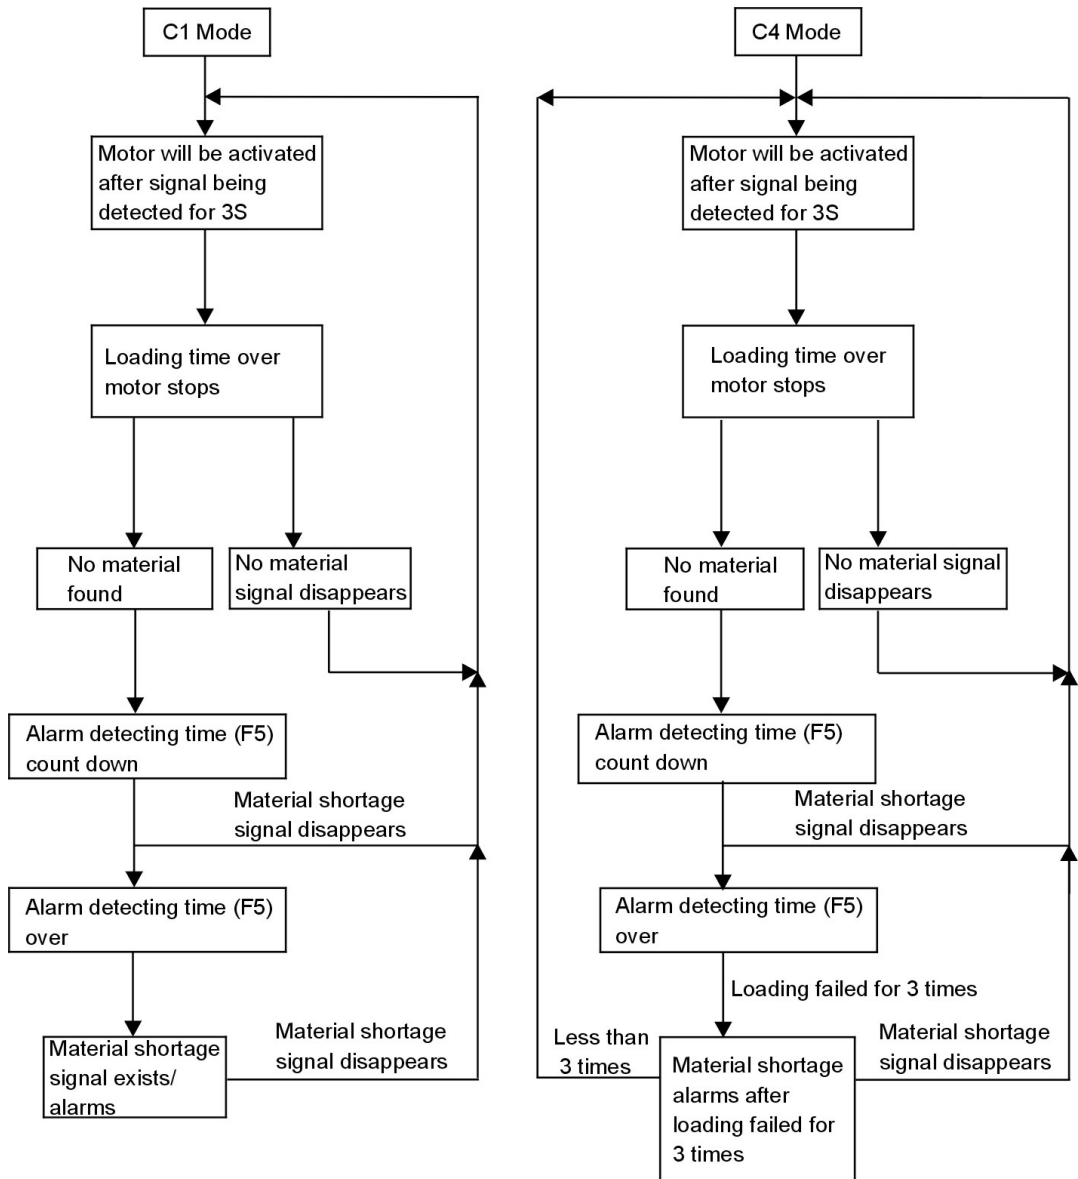 C1 Mode
Motor will be activated
after signal being
detected for 3S
Loading time over
motor stops
No material
found
No material
signal disappears
Alarm detecting time (F5)
count down
Material shortage
signal disappears
Alarm detecting time (F5)
over
Material shortage
signal exists/
alarms
Material shortage
signal disappears
C4 Mode
Motor will be activated
after signal being
detected for 3S
Loading time over
motor stops
No material
found
No material signal
disappears
Alarm detecting time (F5)
count down
Material shortage
signal disappears
Alarm detecting time (F5)
over
Loading failed for 3 times
Less than
3 times
Material shortage
alarms after
loading failed for
3 times
Material shortage
signal disappears